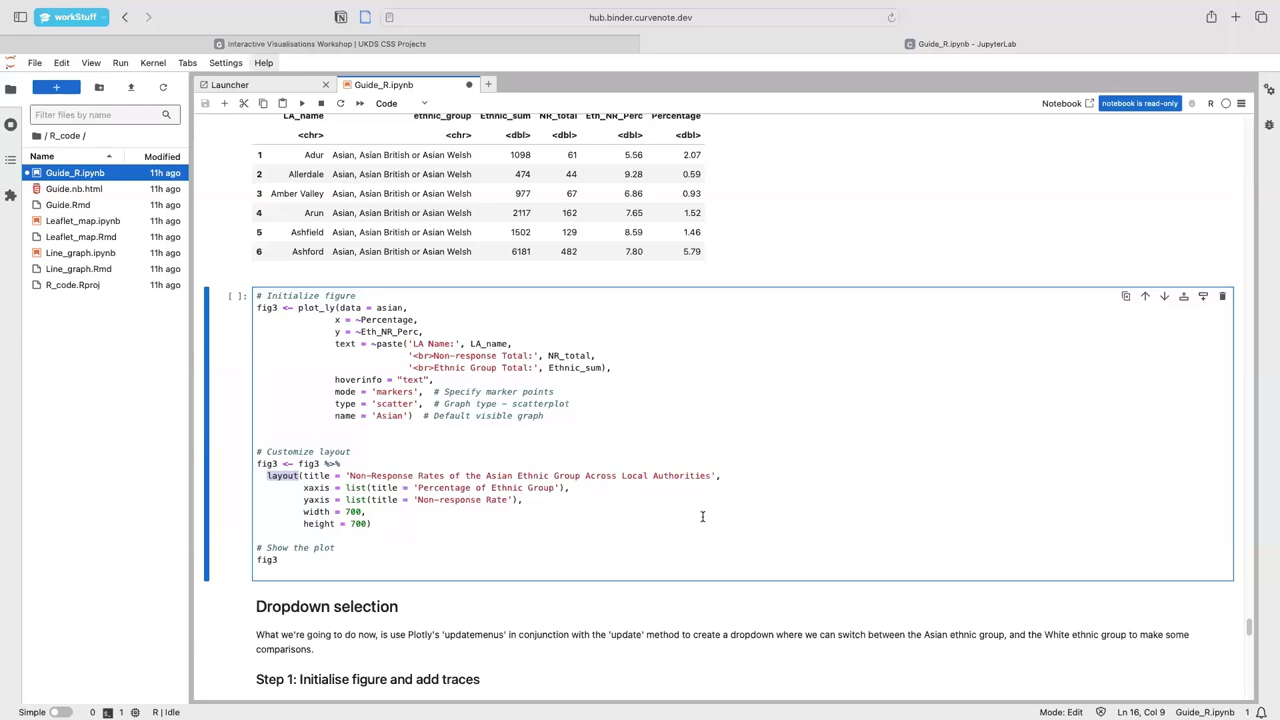 workStuff
hub.binder.curvenote.dev
Interactive Visualisations Workshop | UKDS CSS Projects
Guide_R.ipynb - JupyterLab
File Edit View Run Kernel Tabs Settings Help
Launcher
Guide_R.ipynb
Code
Notebook
notebook is read-only
R
Filter files by name
/ R_code /
Name Modified
Guide_R.ipynb 11h ago
Guide.nb.html 11h ago
Guide.Rmd 11h ago
Leaflet_map.ipynb 11h ago
Leaflet_map.Rmd 11h ago
Line_graph.ipynb 11h ago
Line_graph.Rmd 11h ago
R_code.Rproj 11h ago
LA_name ethnic_group Ethnic_sum NR_total Eth_NR_Perc Percentage
<chr> <chr> <dbl> <dbl> <dbl> <dbl>
1 Adur Asian, Asian British or Asian Welsh 1098 61 5.56 2.07
2 Allerdale Asian, Asian British or Asian Welsh 474 44 9.28 0.59
3 Amber Valley Asian, Asian British or Asian Welsh 977 67 6.86 0.93
4 Arun Asian, Asian British or Asian Welsh 2117 162 7.65 1.52
5 Ashfield Asian, Asian British or Asian Welsh 1502 129 8.59 1.46
6 Ashford Asian, Asian British or Asian Welsh 6181 482 7.80 5.79
[ ]:
# Initialize figure
fig3 <- plot_ly(data = asian,
x = ~Percentage,
y = ~Eth_NR_Perc,
text = ~paste('LA Name:', LA_name,
'<br>Non-response Total:', NR_total,
'<br>Ethnic Group Total:', Ethnic_sum),
hoverinfo = "text",
mode = 'markers', # Specify marker points
type = 'scatter', # Graph type - scatterplot
name = 'Asian') # Default visible graph
# Customize layout
fig3 <- fig3 %>%
layout(title = 'Non-Response Rates of the Asian Ethnic Group Across Local Authorities',
xaxis = list(title = 'Percentage of Ethnic Group'),
yaxis = list(title = 'Non-response Rate'),
width = 700,
height = 700)
# Show the plot
fig3
Dropdown selection
What we're going to do now, is use Plotly's 'updatemenus' in conjunction with the 'update' method to create a dropdown where we can switch between the Asian ethnic group, and the White ethnic group to make some
comparisons.
Step 1: Initialise figure and add traces
Simple 0 1 R | Idle Mode: Edit Ln 16, Col 9 Guide_R.ipynb 1